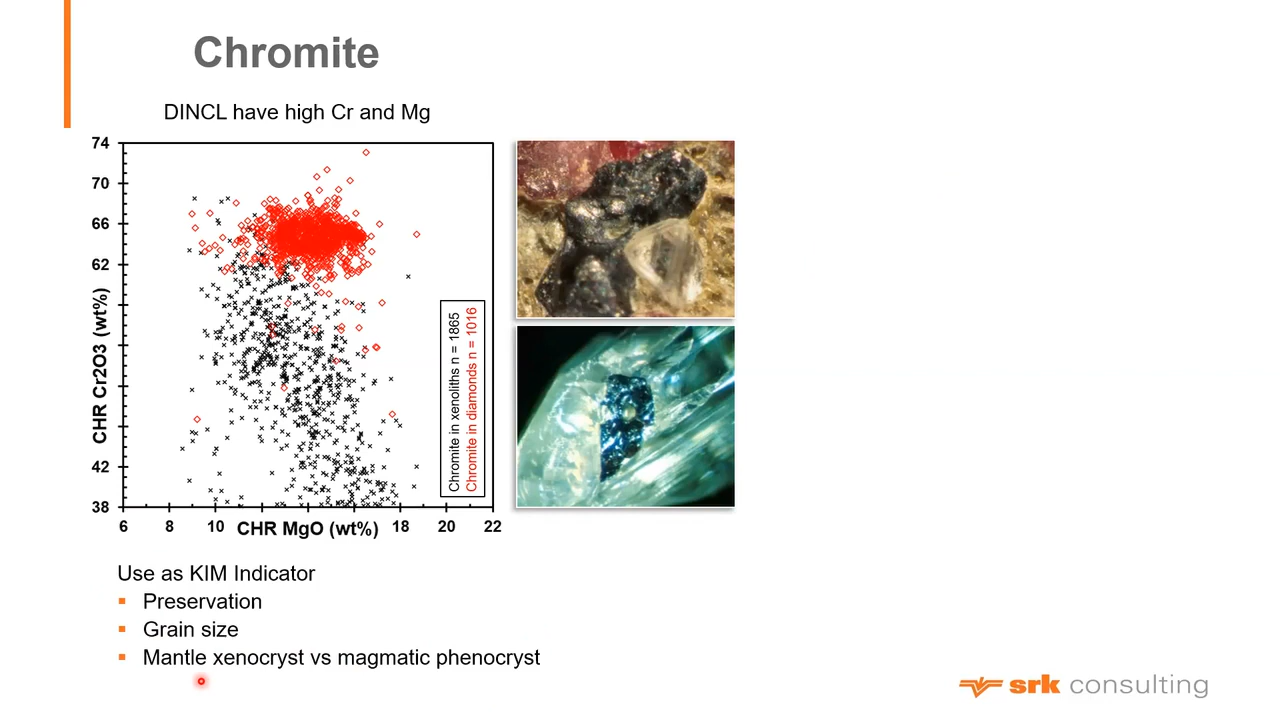 Chromite
DINCL have high Cr and Mg
74
70
66
62
42
38
CHR Cr2O3 (wt%)
6
8
10
18
20
22
CHR MgO (wt%)
Chromite in xenoliths n = 1865
Chromite in diamonds n = 1016
Use as KIM Indicator
Preservation
Grain size
Mantle xenocryst vs magmatic phenocryst
srk consulting